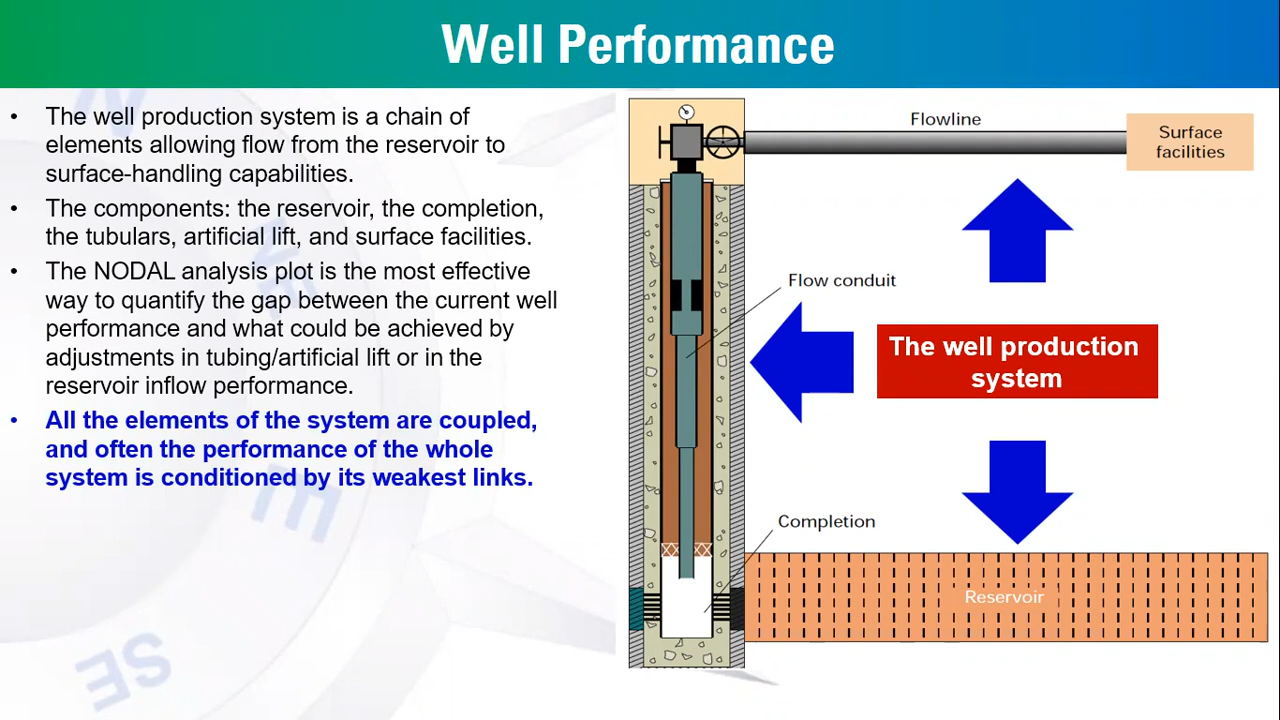 Well Performance
• The well production system is a chain of
elements allowing flow from the reservoir to
surface-handling capabilities.
• The components: the reservoir, the completion,
the tubulars, artificial lift, and surface facilities.
• The NODAL analysis plot is the most effective
way to quantify the gap between the current well
performance and what could be achieved by
adjustments in tubing/artificial lift or in the
reservoir inflow performance.
• All the elements of the system are coupled,
and often the performance of the whole
system is conditioned by its weakest links.
Flowline
Surface
facilities
Flow conduit
The well production
system
Completion
Reservoir
N
NE
E
SE